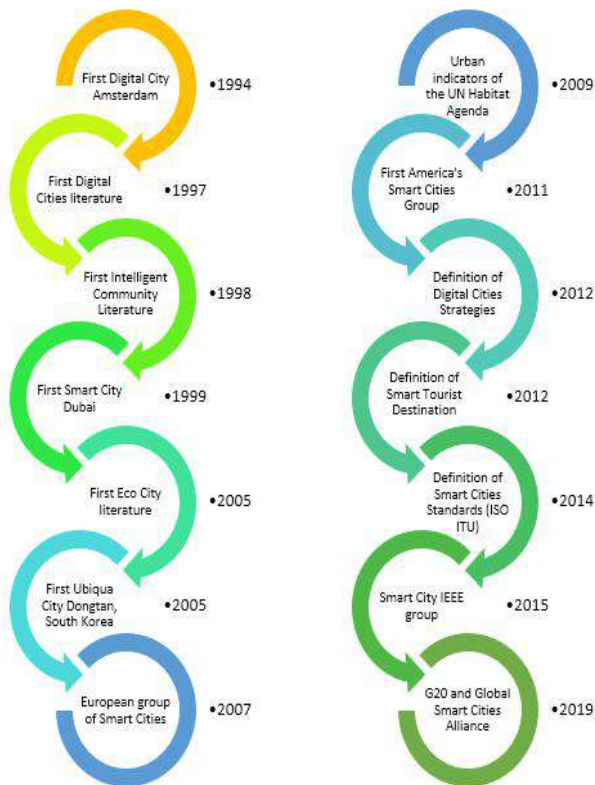 First Digital City
Amsterdam
•1994
First Digital
Cities literature
•1997
First Intelligent
Community
Literature
•1998
First Smart City
Dubai
•1999
First Eco City
literature
•2005
First Ubiqua
City Dongtan,
South Korea
•2005
European group
of Smart Cities
•2007
Urban
indicators of
the UN Habitat
Agenda
•2009
First America's
Smart Cities
Group
•2011
Definition of
Digital Cities
Strategies
•2012
Definition of
Smart Tourist
Destination
•2012
Definition of
Smart Cities
Standards (ISO
ITU)
•2014
Smart City IEEE
group
•2015
G20 and Global
Smart Cities
Alliance
•2019